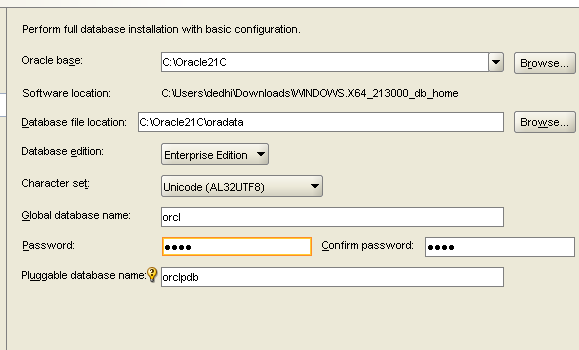 Perform full database installation with basic configuration.
Oracle base: C:\Oracle21C Browse...
Software location: C:\Users\dedhi\Downloads\WINDOWS.X64_213000_db_home
Database file location: C:\Oracle21C\oradata Browse...
Database edition: Enterprise Edition
Character set: Unicode (AL32UTF8)
Global database name: orcl
Password: •••• Confirm password: ••••
Pluggable database name: orclpdb